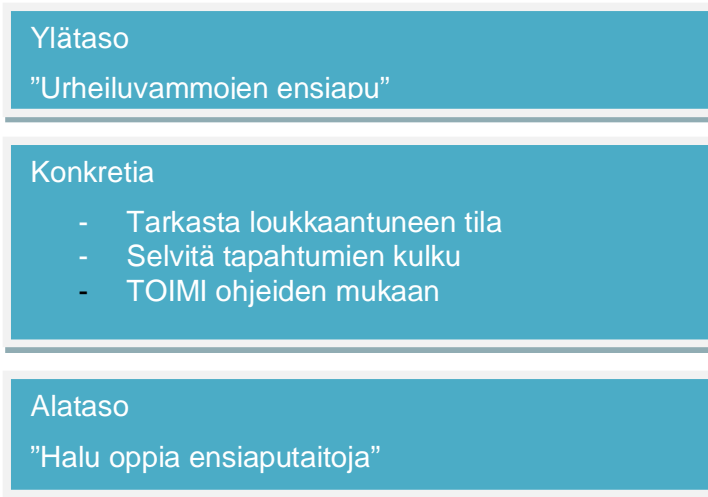 Ylätaso
”Urheiluvammojen ensiapu”
Konkretia
- Tarkasta loukkaantuneen tila
- Selvitä tapahtumien kulku
- TOIMI ohjeiden mukaan
Alataso
”Halu oppia ensiaputaitoja”